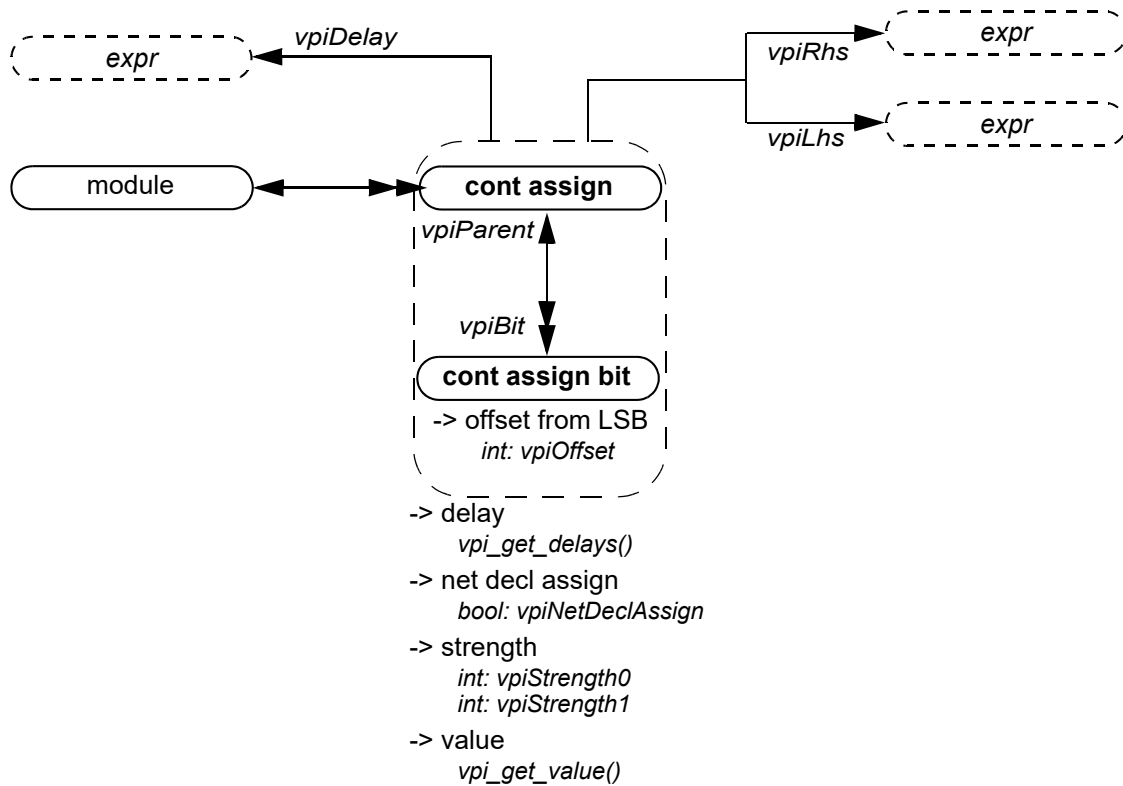 vpiDelay
expr
expr
vpiRhs
expr
vpiLhs
module
cont assign
vpiParent
vpiBit
cont assign bit
-> offset from LSB
int: vpiOffset
-> delay
vpi_get_delays()
-> net decl assign
bool: vpiNetDeclAssign
-> strength
int: vpiStrength0
int: vpiStrength1
-> value
vpi_get_value()